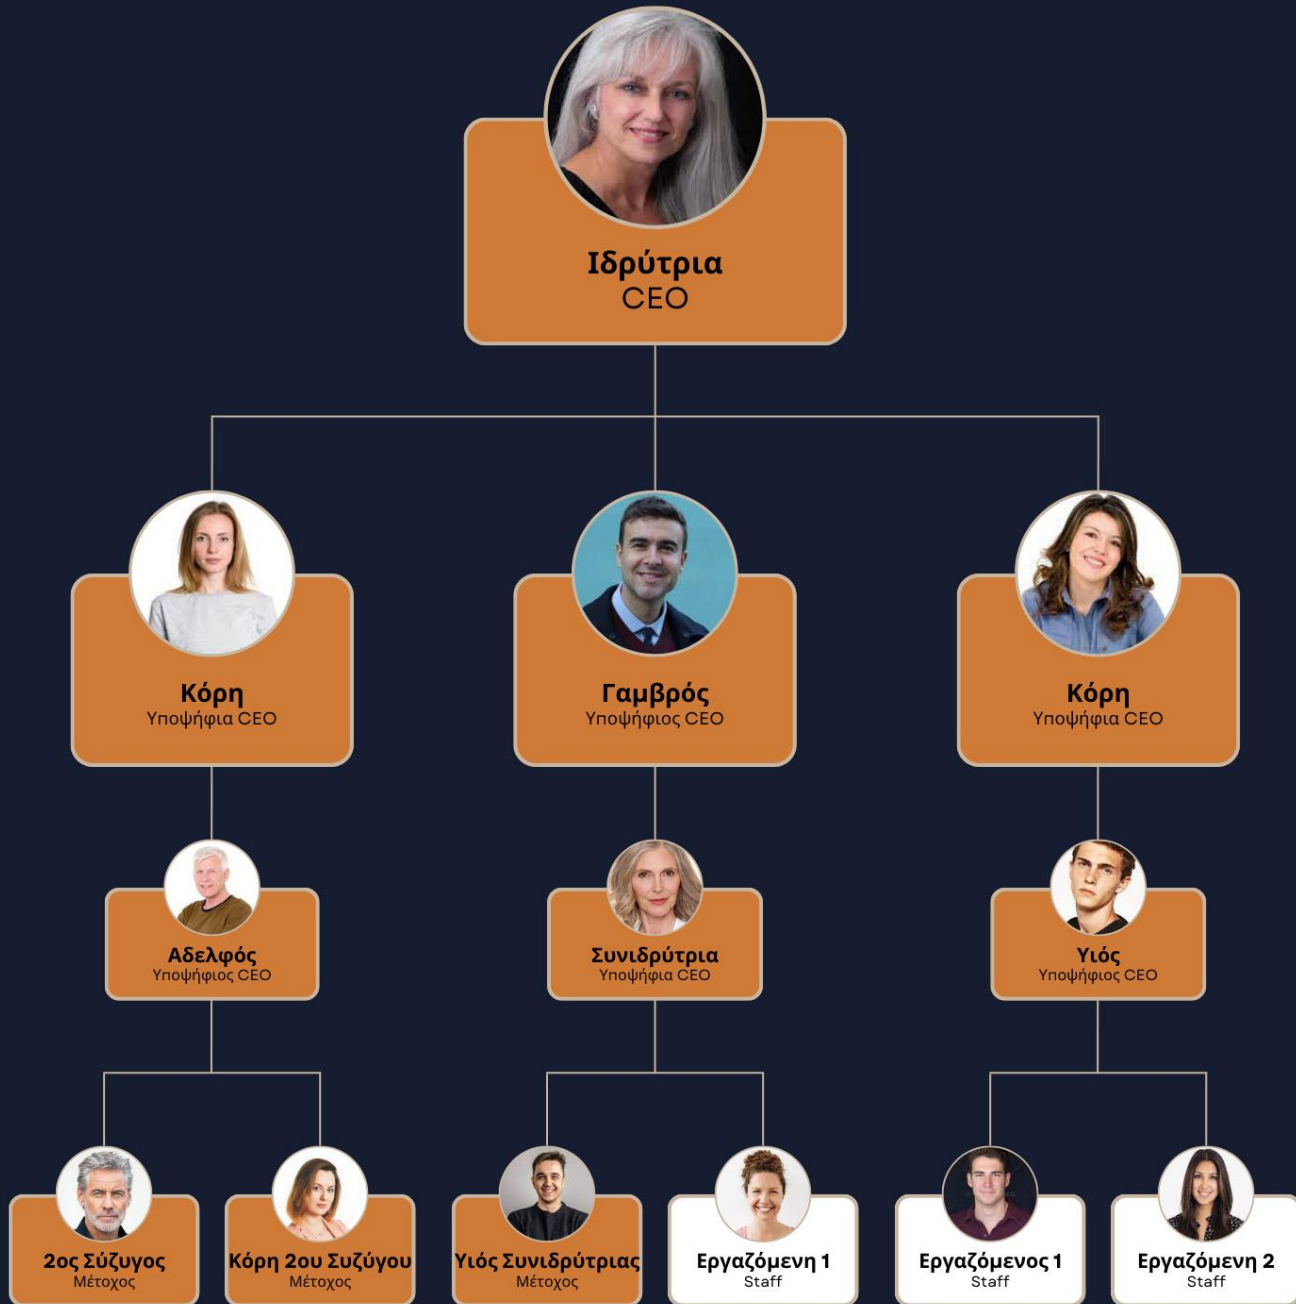 Ιδρύτρια
CEO
Κόρη
Υποψήφια CEO
Γαμβρός
Υποψήφιος CEO
Κόρη
Υποψήφια CEO
Αδελφός
Υποψήφιος CEO
Συνιδρύτρια
Υποψήφια CEO
Υιός
Υποψήφιος CEO
2ος Σύζυγος
Μέτοχος
Κόρη 2ου Συζύγου
Μέτοχος
Υιός Συνιδρύτριας
Μέτοχος
Εργαζόμενη 1
Staff
Εργαζόμενος 1
Staff
Εργαζόμενη 2
Staff